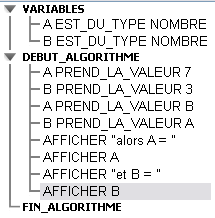 VARIABLES
A EST_DU_TYPE NOMBRE
B EST_DU_TYPE NOMBRE
DEBUT_ALGORITHME
A PREND_LA_VALEUR 7
B PREND_LA_VALEUR 3
A PREND_LA_VALEUR B
B PREND_LA_VALEUR A
AFFICHER "alors A = "
AFFICHER A
AFFICHER "et B = "
AFFICHER B
FIN_ALGORITHME